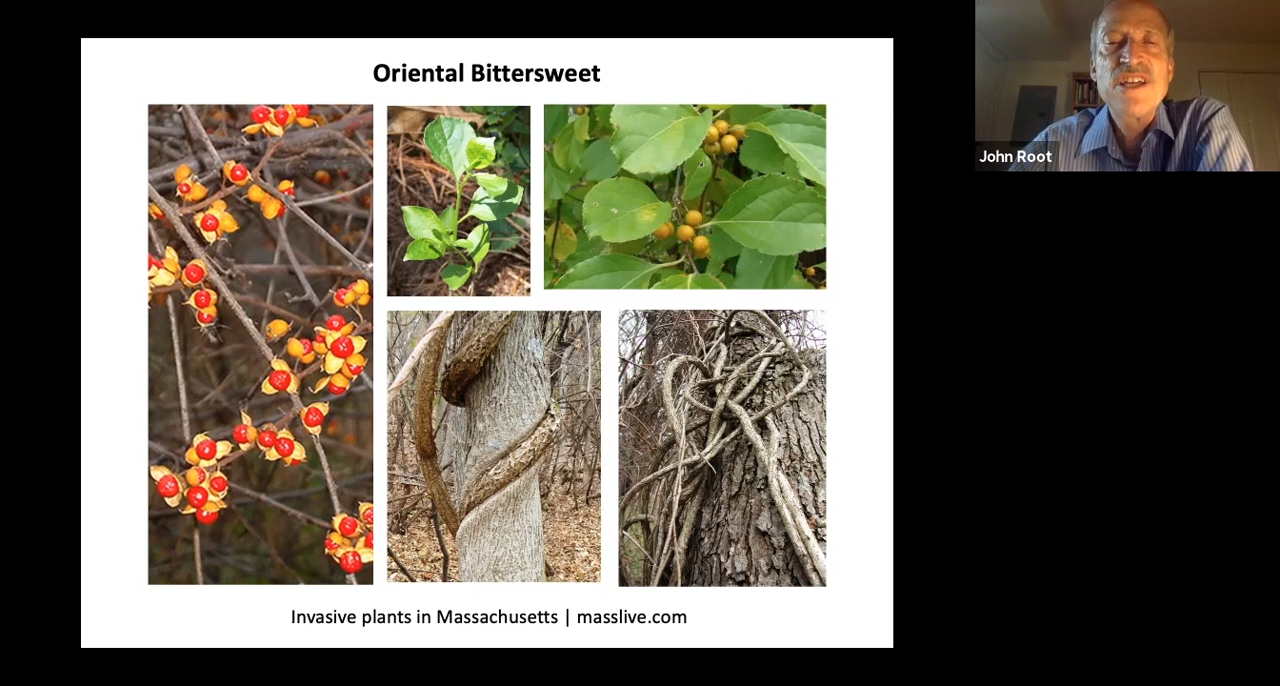 Oriental Bittersweet
John Root
Invasive plants in Massachusetts | masslive.com